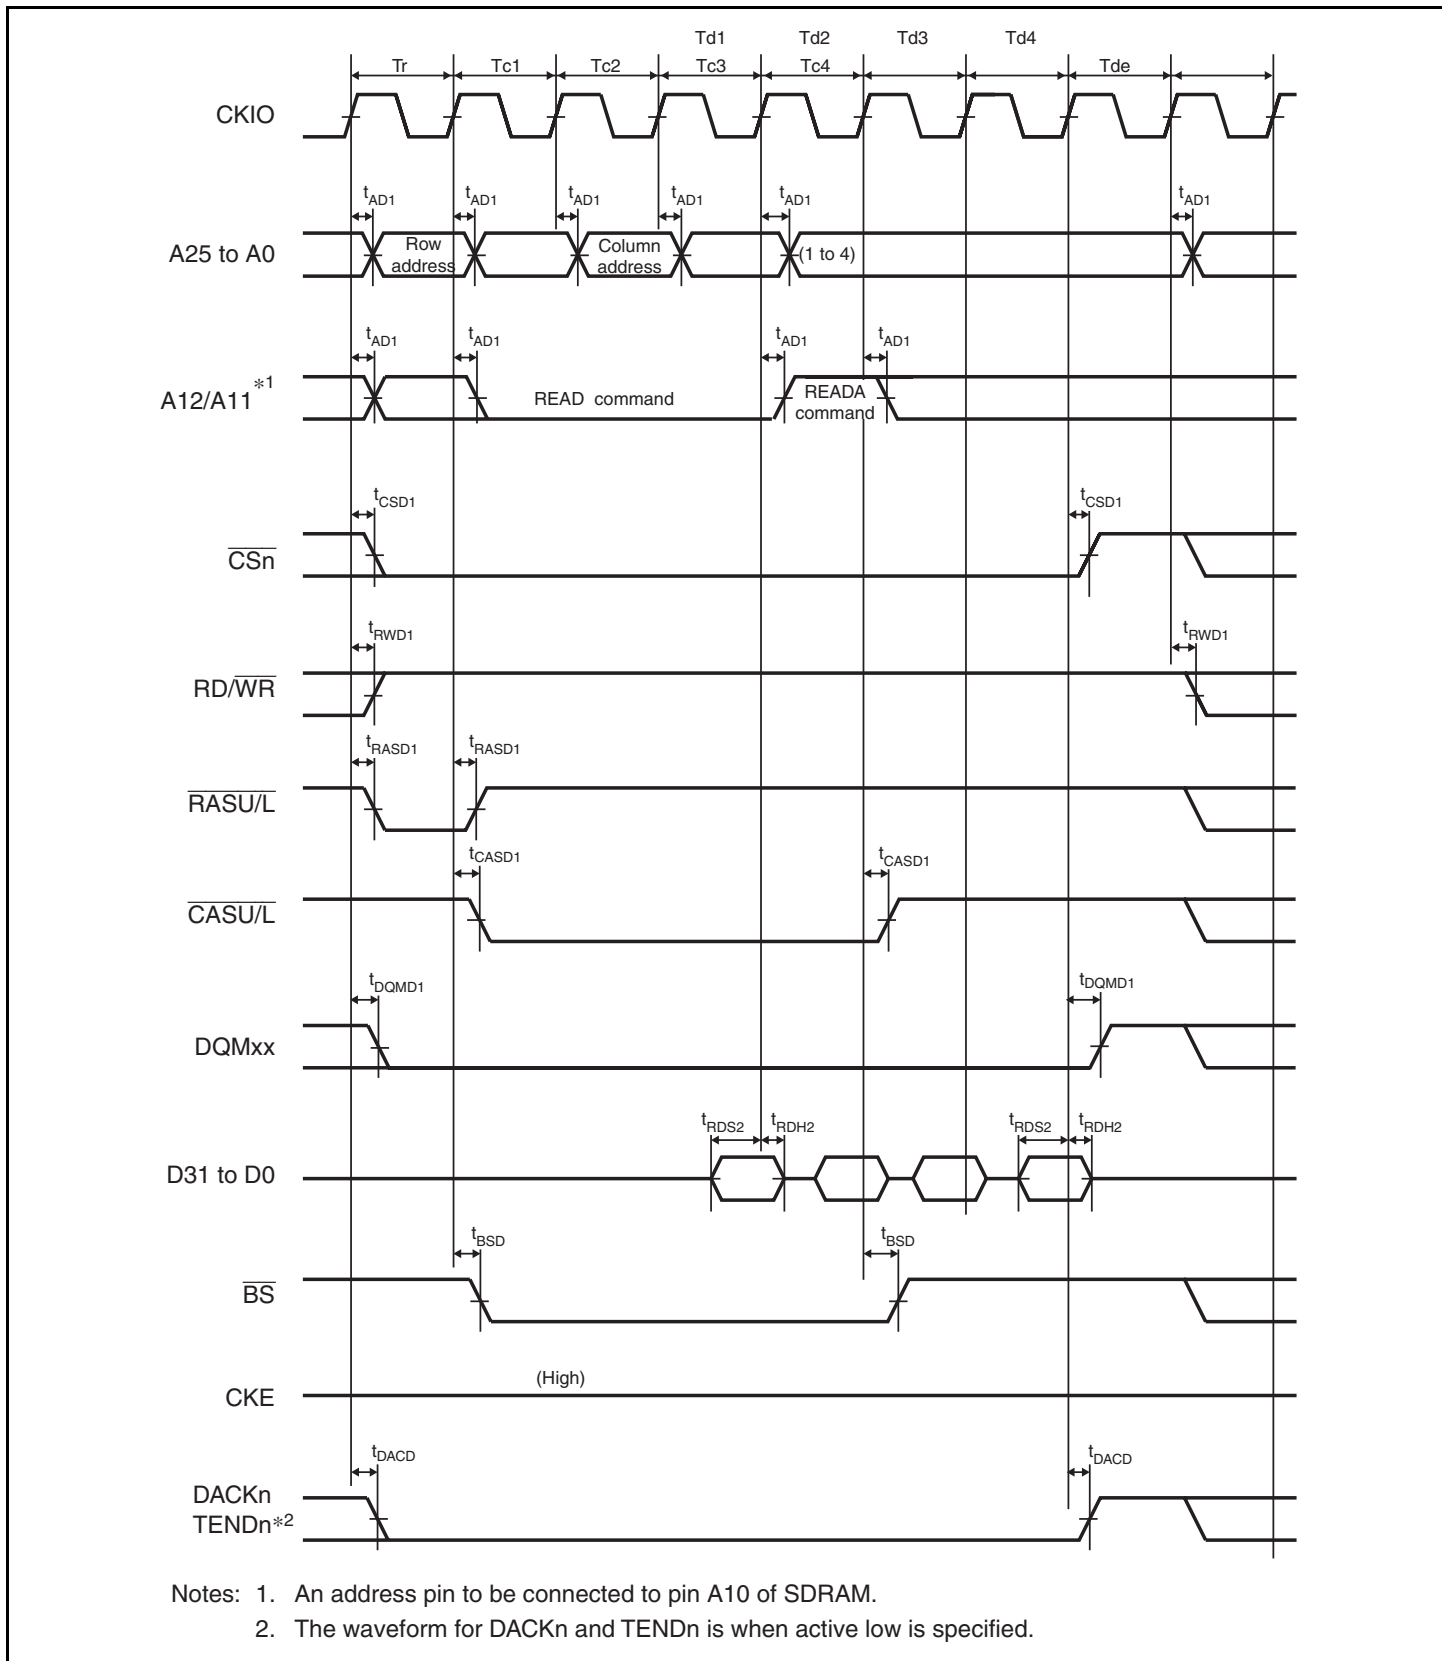 Td1 Td2 Td3 Td4
Tr Tc1 Tc2 Tc3 Tc4 Tde
CKIO
tAD1 tAD1 tAD1 tAD1 tAD1 tAD1
A25 to A0
Row address
Column address
(1 to 4)
tAD1 tAD1 tAD1 tAD1
A12/A11*1
READ command
READA command
tCSD1 tCSD1
CSn
tRWD1 tRWD1
RD/WR
tRASD1 tRASD1
RASU/L
tCASD1 tCASD1
CASU/L
tDQMD1 tDQMD1
DQMxx
tRDS2 tRDH2 tRDS2 tRDH2
D31 to D0
tBSD tBSD
BS
(High)
CKE
tDACD tDACD
DACKn
TENDn*2
Notes: 1. An address pin to be connected to pin A10 of SDRAM.
2. The waveform for DACKn and TENDn is when active low is specified.